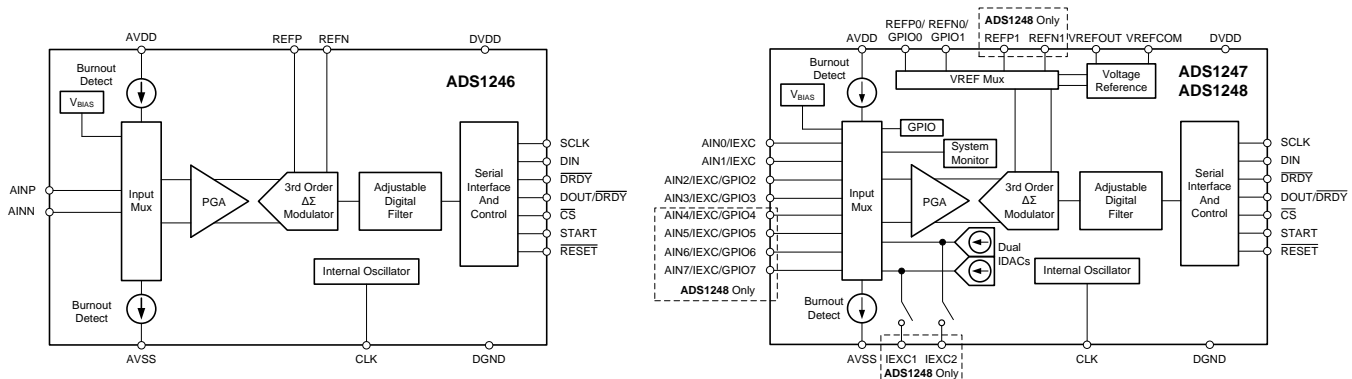 AVDD
REFP
REFN
DVDD
Burnout
Detect
ADS1246
VBIAS
Input
Mux
PGA
3rd Order
ΔΣ
Modulator
Adjustable
Digital
Filter
Serial
Interface
And
Control
AINP
AINN
SCLK
DIN
DRDY
DOUT/DRDY
CS
START
RESET
Internal Oscillator
Burnout
Detect
AVSS
CLK
DGND
AVDD
REFP0/
GPIO0
REFN0/
GPIO1
ADS1248 Only
REFP1
REFN1
VREFOUT
VREFCOM
DVDD
Burnout
Detect
VREF Mux
Voltage
Reference
ADS1247
ADS1248
VBIAS
GPIO
System
Monitor
AIN0/IEXC
AIN1/IEXC
AIN2/IEXC/GPIO2
AIN3/IEXC/GPIO3
AIN4/IEXC/GPIO4
AIN5/IEXC/GPIO5
AIN6/IEXC/GPIO6
AIN7/IEXC/GPIO7
ADS1248 Only
Input
Mux
PGA
3rd Order
ΔΣ
Modulator
Adjustable
Digital
Filter
Serial
Interface
And
Control
SCLK
DIN
DRDY
DOUT/DRDY
CS
START
RESET
Dual
IDACs
Internal Oscillator
Burnout
Detect
AVSS
IEXC1
IEXC2
ADS1248 Only
CLK
DGND